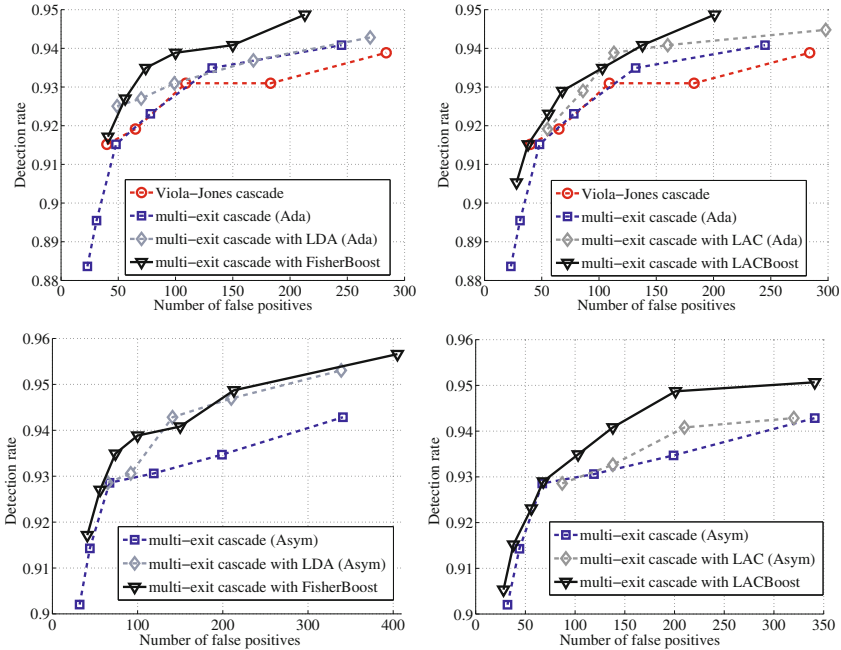 0.95
0.94
0.93
0.92
0.91
0.9
0.89
0.88
Detection rate
Viola−Jones cascade
multi−exit cascade (Ada)
multi−exit cascade with LDA (Ada)
multi−exit cascade with FisherBoost
0 50 100 150 200 250 300
Number of false positives
0.95
0.94
0.93
0.92
0.91
0.9
0.89
0.88
Detection rate
Viola−Jones cascade
multi−exit cascade (Ada)
multi−exit cascade with LAC (Ada)
multi−exit cascade with LACBoost
0 50 100 150 200 250 300
Number of false positives
0.96
0.95
0.94
0.93
0.92
0.91
0.9
Detection rate
multi−exit cascade (Asym)
multi−exit cascade with LDA (Asym)
multi−exit cascade with FisherBoost
0 100 200 300 400
Number of false positives
0.96
0.95
0.94
0.93
0.92
0.91
0.9
Detection rate
multi−exit cascade (Asym)
multi−exit cascade with LAC (Asym)
multi−exit cascade with LACBoost
0 50 100 150 200 250 300 350
Number of false positives